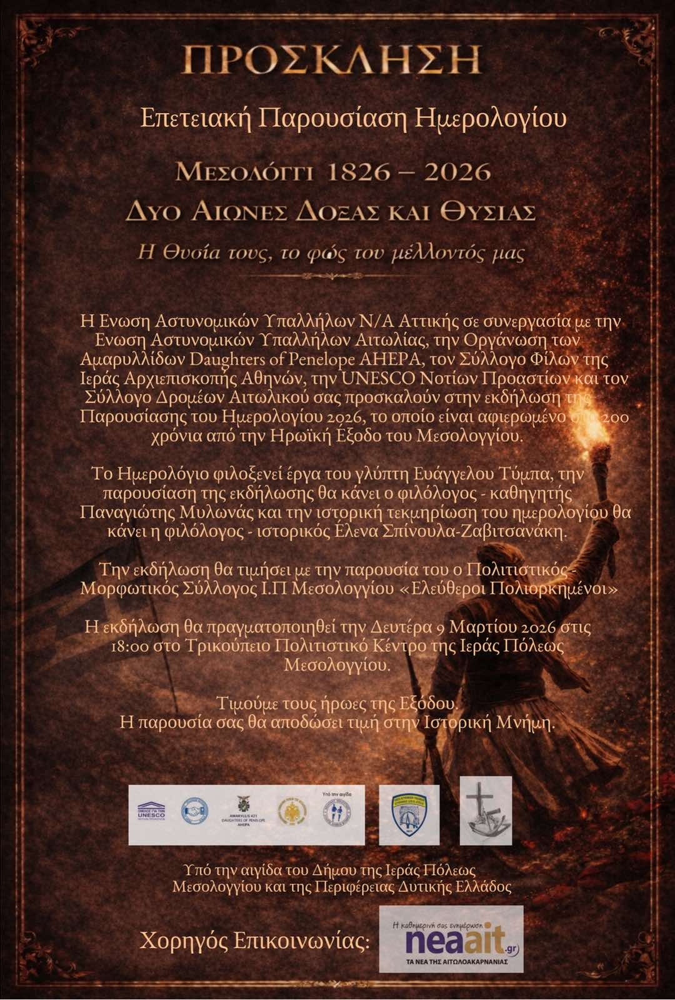 ΠΡΟΣΚΛΗΣΗ
Επετειακή Παρουσίαση Ημερολογίου
ΜΕΣΟΛΌΓΓΙ 1826 – 2026
ΔΥΟ ΑΙΩΝΕΣ ΔΟΞΑΣ ΚΑΙ ΘΥΣΙΑΣ
Η Θυσία τους, το φώς του μέλλοντός μας
Η Ενωση Αστυνομικών Υπαλλήλων Ν/Α Αττικής σε συνεργασία με την
Ενωση Αστυνομικών Υπαλλήλων Αιτωλίας, την Οργάνωση των
Αμαρυλλίδων Daughters of Penelope AHEPA, τον Σύλλογο Φίλων της
Ιεράς Αρχιεπισκοπής Αθηνών, την UNESCO Νοτίων Προαστίων και τον
Σύλλογο Δρομέων Αιτωλικού σας προσκαλούν στην εκδήλωση της
Παρουσίασης του Ημερολογίου 2026, το οποίο είναι αφιερωμένο στα 200
χρόνια από την Ηρωϊκή Έξοδο του Μεσολογγίου.
Το Ημερολόγιο φιλοξενεί έργα του γλύπτη Ευάγγελου Τύμπα, την
παρουσίαση της εκδήλωσης θα κάνει ο φιλόλογος - καθηγητής
Παναγιώτης Μυλωνάς και την ιστορική τεκμηρίωση του ημερολογίου θα
κάνει η φιλόλογος - ιστορικός Έλενα Σπίνουλα-Ζαβιτσανάκη.
Την εκδήλωση θα τιμήσει με την παρουσία του ο Πολιτιστικός -
Μορφωτικός Σύλλογος Ι.Π Μεσολογγίου «Ελεύθεροι Πολιορκημένοι»
Η εκδήλωση θα πραγματοποιηθεί την Δευτέρα 9 Μαρτίου 2026 στις
18:00 στο Τρικούπειο Πολιτιστικό Κέντρο της Ιεράς Πόλεως
Μεσολογγίου.
Τιμούμε τους ήρωες της Εξόδου.
Η παρουσία σας θα αποδώσει τιμή στην Ιστορική Μνήμη.
Υπό την αιγίδα
ΟΜΙΛΟΣ ΓΙΑ ΤΗΝ
UNESCO
AMARYLLIS 421
DAUGHTERS OF PENELOPE
AHEPA
Υπό την αιγίδα του Δήμου της Ιεράς Πόλεως
Μεσολογγίου και της Περιφέρειας Δυτικής Ελλάδος
Χορηγός Επικοινωνίας:
Η καθημερινή σας ενημέρωση
neaait.gr
ΤΑ ΝΕΑ ΤΗΣ ΑΙΤΩΛΟΑΚΑΡΝΑΝΙΑΣ